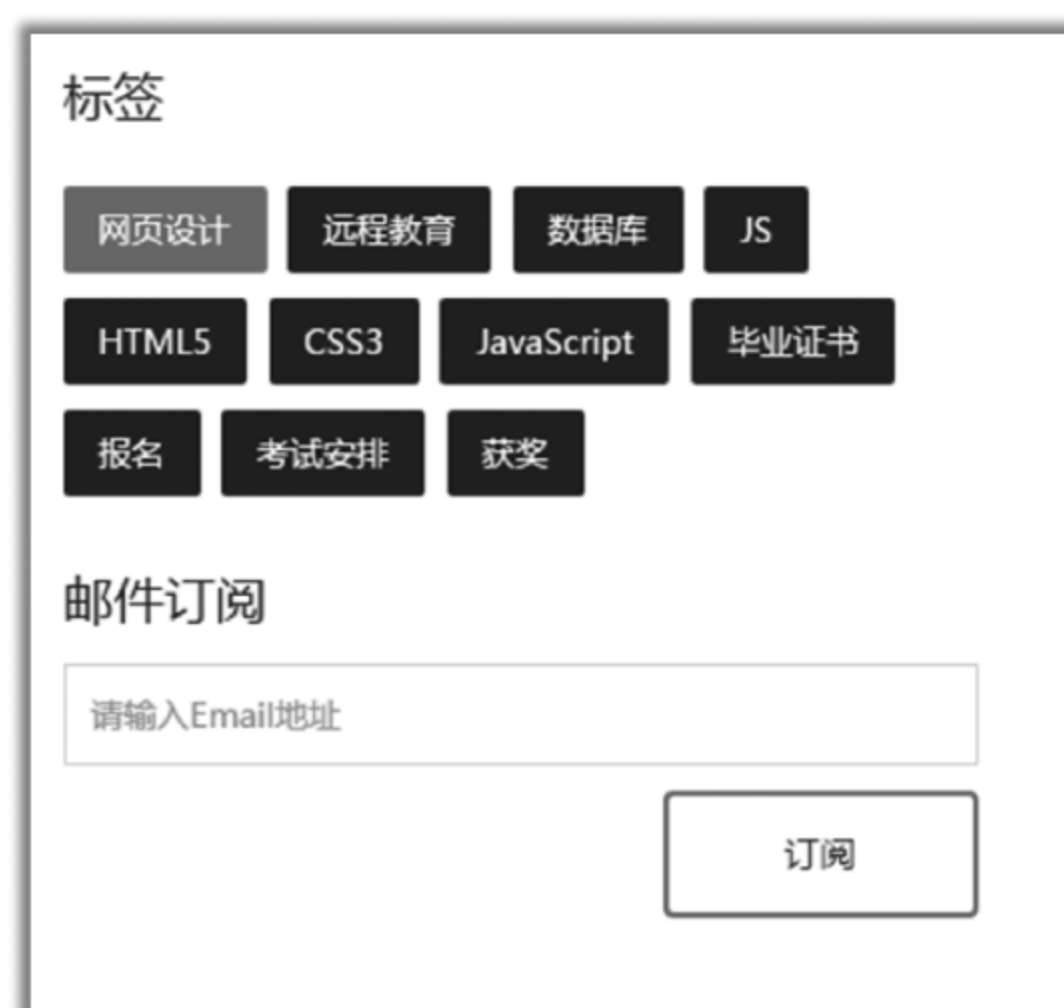 标签
网页设计 远程教育 数据库 JS
HTML5 CSS3 JavaScript 毕业证书
报名 考试安排 获奖
邮件订阅
请输入Email地址
订阅